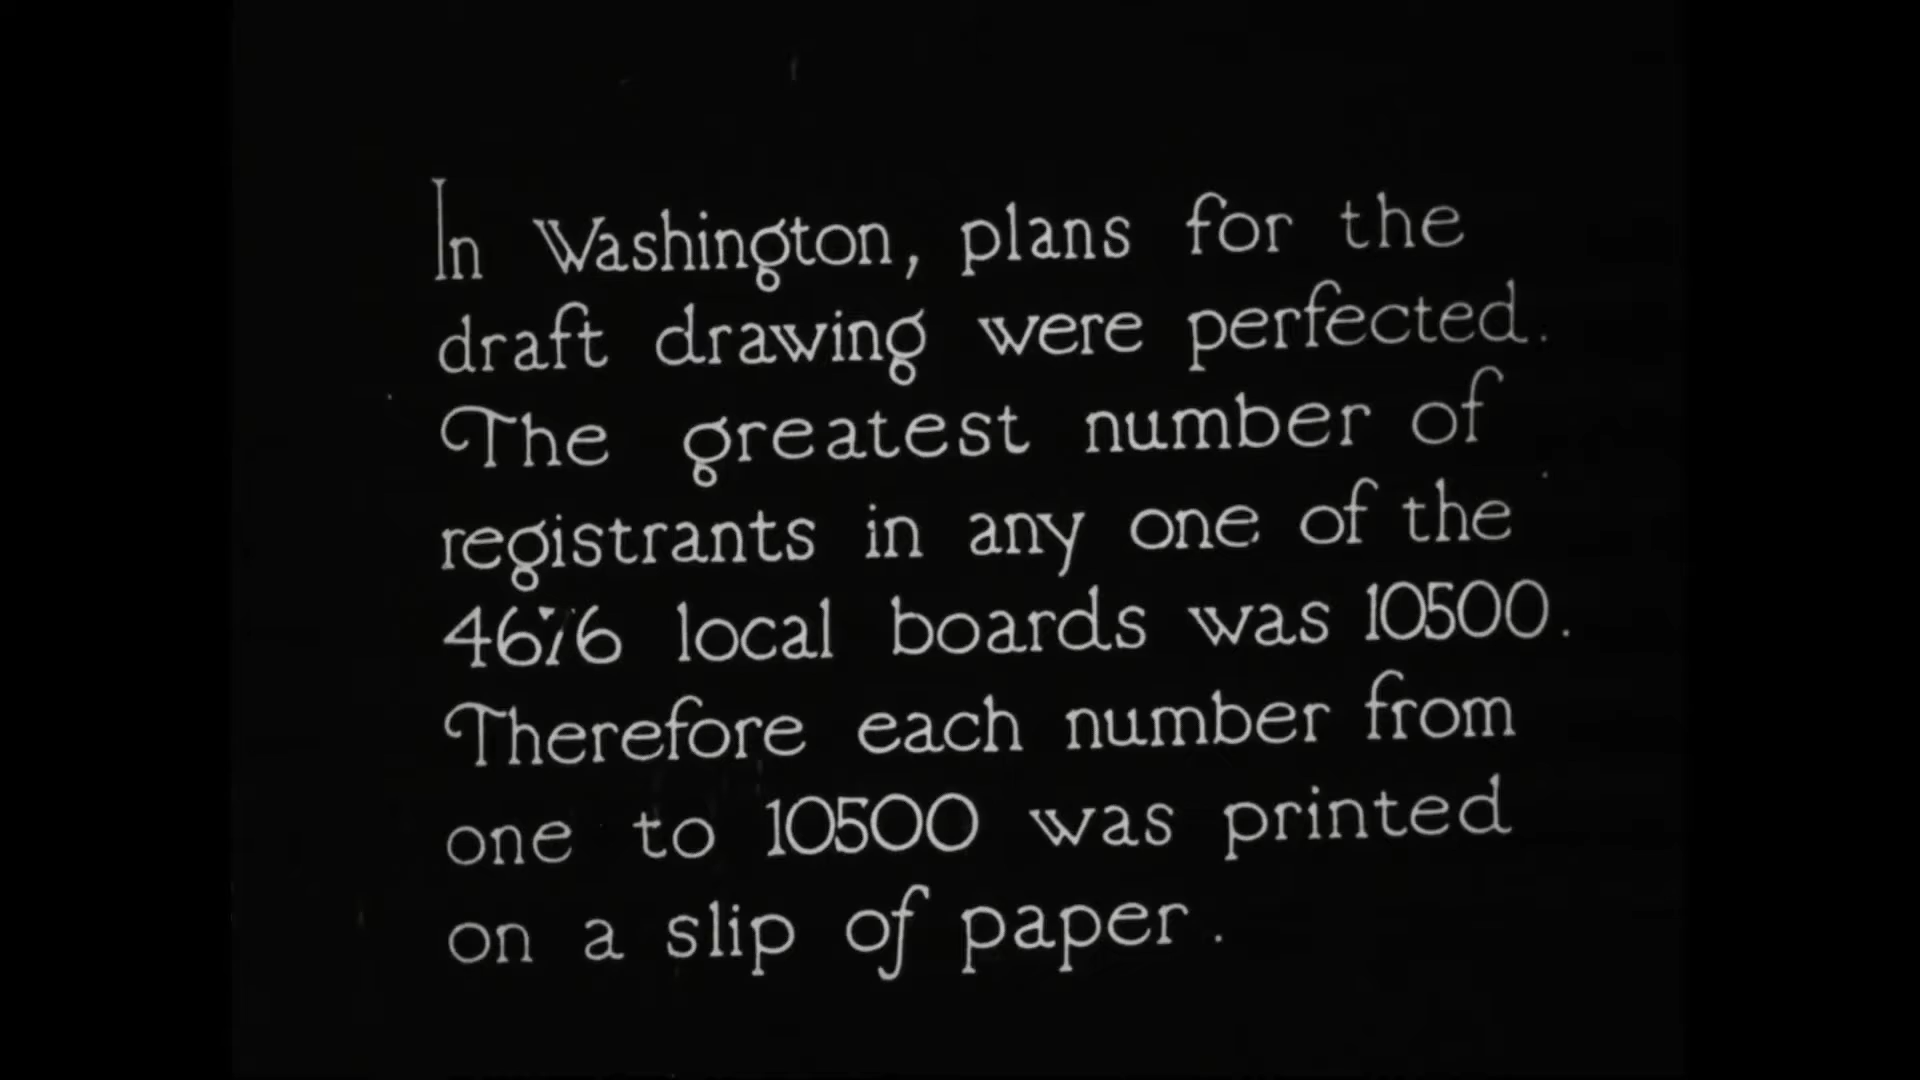 In Washington, plans for the
draft drawing were perfected.
The greatest number of
registrants in any one of the
4676 local boards was 10500.
Therefore each number from
one to 10500 was printed
on a slip of paper.